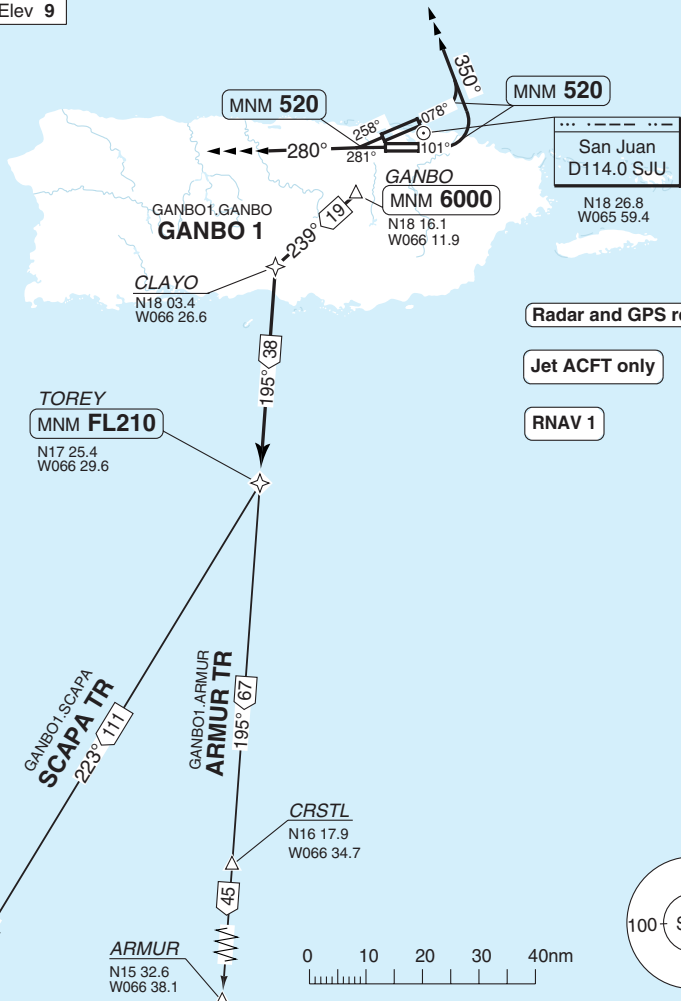 Elev 9
350°
MNM 520
MNM 520
258°
078°
280°
281°
101°
San Juan
D114.0 SJU
N18 26.8
W065 59.4
GANBO
MNM 6000
N18 16.1
W066 11.9
GANBO1.GANBO
GANBO 1
239°
19
CLAYO
N18 03.4
W066 26.6
Radar and GPS
195°
38
Jet ACFT only
RNAV 1
TOREY
MNM FL210
N17 25.4
W066 29.6
GANBO1.SCAPA
SCAPA TR
223°
111
GANBO1.ARMUR
ARMUR TR
195°
67
CRSTL
N16 17.9
W066 34.7
45
100
ARMUR
N15 32.6
W066 38.1
0 10 20 30 40nm